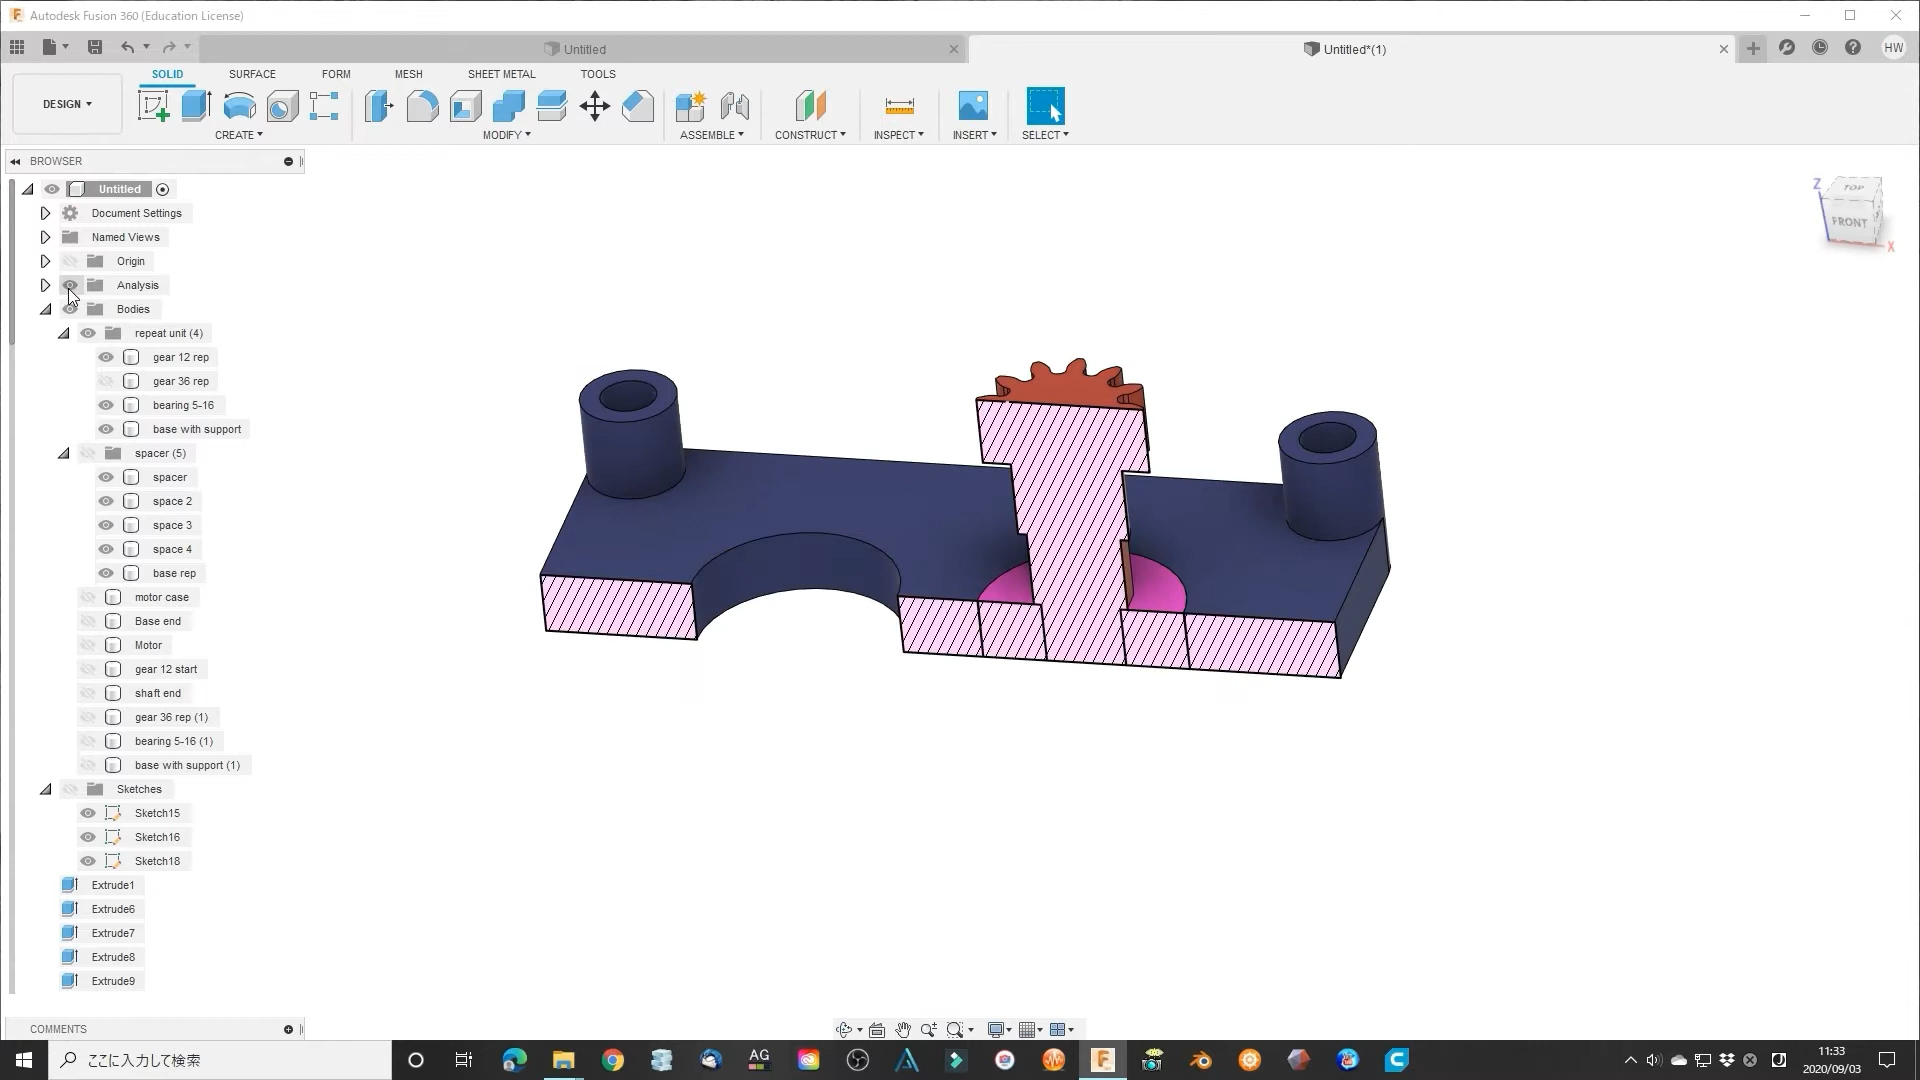 Autodesk Fusion 360 (Education License)
Untitled
Untitled*(1)
HW
DESIGN
SOLID
SURFACE
FORM
MESH
SHEET METAL
TOOLS
CREATE
MODIFY
ASSEMBLE
CONSTRUCT
INSPECT
INSERT
SELECT
BROWSER
Untitled
Document Settings
Named Views
Origin
Analysis
Bodies
repeat unit (4)
gear 12 rep
gear 36 rep
bearing 5-16
base with support
spacer (5)
spacer
space 2
space 3
space 4
base rep
motor case
Base end
Motor
gear 12 start
shaft end
gear 36 rep (1)
bearing 5-16 (1)
base with support (1)
Sketches
Sketch15
Sketch16
Sketch18
Extrude1
Extrude6
Extrude7
Extrude8
Extrude9
Z
TOP
FRONT
X
COMMENTS
ここに入力して検索
AG
11:33
2020/09/03